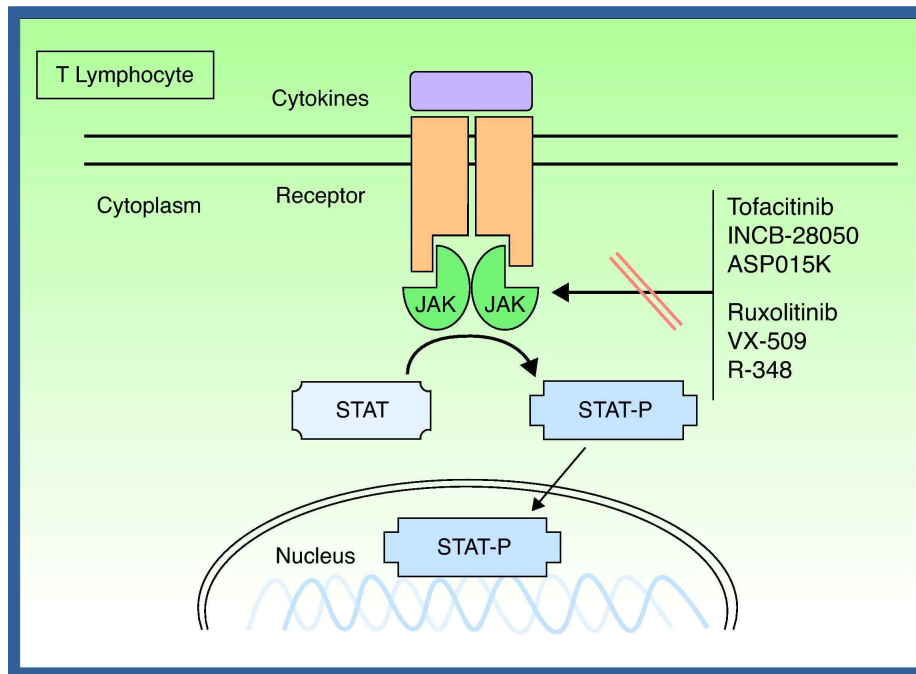 T Lymphocyte
Cytokines
Cytoplasm
Receptor
Tofacitinib
INCB-28050
ASP015K
Ruxolitinib
VX-509
R-348
JAK
JAK
STAT
STAT-P
Nucleus
STAT-P